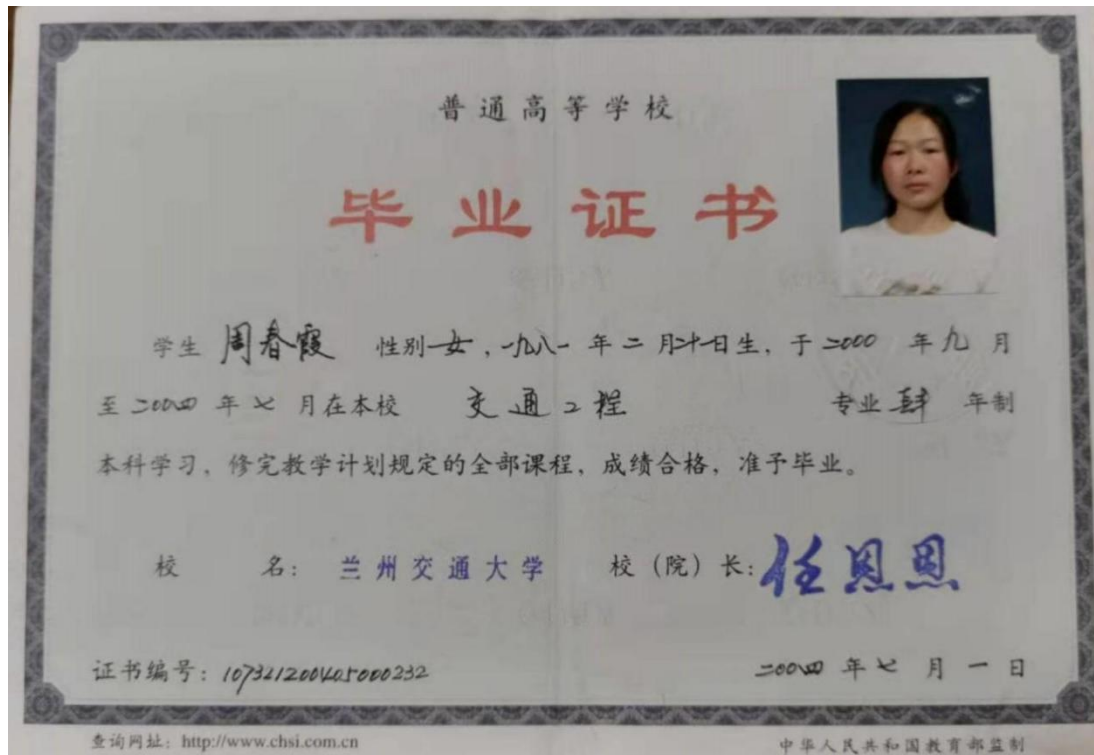 普通高等学校
毕业证书
学生 周春霞 性别 女，一九八一年二月二十日生，于二000年九月
至二00四年七月在本校 交通工程 专业 肆 年制
本科学习，修完教学计划规定的全部课程，成绩合格，准予毕业。
校 名：兰州交通大学 校（院）长：任恩恩
证书编号：107321200405000232 二00四年七月一日
查询网址：http://www.chsi.com.cn 中华人民共和国教育部监制